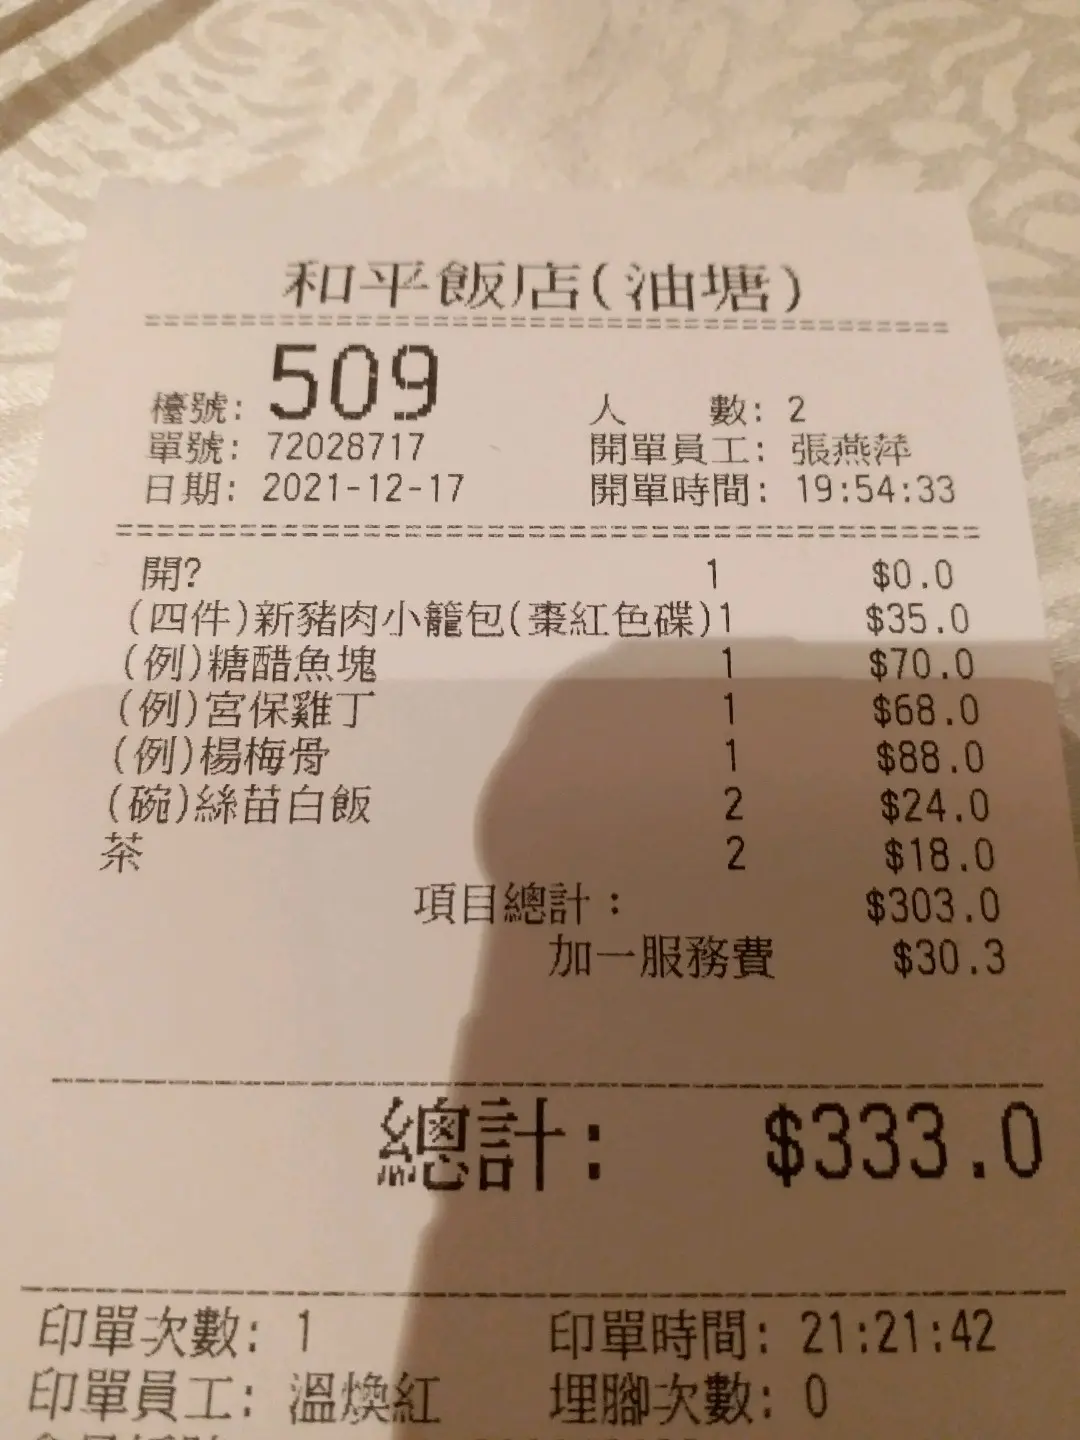 和平飯店(油塘)
檯號: 509 人 數: 2
單號: 72028717 開單員工: 張燕萍
日期: 2021-12-17 開單時間: 19:54:33
開? 1 $0.0
(四件)新豬肉小籠包(棗紅色碟)1 $35.0
(例)糖醋魚塊 1 $70.0
(例)宮保雞丁 1 $68.0
(例)楊梅骨 1 $88.0
(碗)絲苗白飯 2 $24.0
茶 2 $18.0
項目總計: $303.0
加一服務費 $30.3
總計: $333.0
印單次數: 1 印單時間: 21:21:42
印單員工: 溫煥紅 埋腳次數: 0